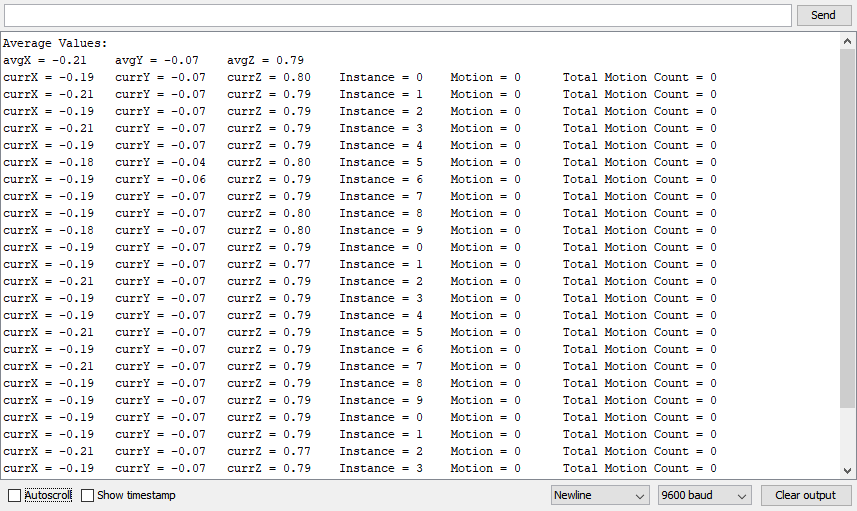 Send
Average Values:
avgX = -0.21 avgY = -0.07 avgZ = 0.79
currX = -0.19 currY = -0.07 currZ = 0.80 Instance = 0 Motion = 0 Total Motion Count = 0
currX = -0.21 currY = -0.07 currZ = 0.79 Instance = 1 Motion = 0 Total Motion Count = 0
currX = -0.19 currY = -0.07 currZ = 0.79 Instance = 2 Motion = 0 Total Motion Count = 0
currX = -0.21 currY = -0.07 currZ = 0.79 Instance = 3 Motion = 0 Total Motion Count = 0
currX = -0.19 currY = -0.07 currZ = 0.79 Instance = 4 Motion = 0 Total Motion Count = 0
currX = -0.18 currY = -0.04 currZ = 0.80 Instance = 5 Motion = 0 Total Motion Count = 0
currX = -0.19 currY = -0.06 currZ = 0.79 Instance = 6 Motion = 0 Total Motion Count = 0
currX = -0.19 currY = -0.07 currZ = 0.79 Instance = 7 Motion = 0 Total Motion Count = 0
currX = -0.19 currY = -0.07 currZ = 0.80 Instance = 8 Motion = 0 Total Motion Count = 0
currX = -0.18 currY = -0.07 currZ = 0.80 Instance = 9 Motion = 0 Total Motion Count = 0
currX = -0.19 currY = -0.07 currZ = 0.79 Instance = 0 Motion = 0 Total Motion Count = 0
currX = -0.19 currY = -0.07 currZ = 0.77 Instance = 1 Motion = 0 Total Motion Count = 0
currX = -0.21 currY = -0.07 currZ = 0.79 Instance = 2 Motion = 0 Total Motion Count = 0
currX = -0.19 currY = -0.07 currZ = 0.79 Instance = 3 Motion = 0 Total Motion Count = 0
currX = -0.19 currY = -0.07 currZ = 0.79 Instance = 4 Motion = 0 Total Motion Count = 0
currX = -0.21 currY = -0.07 currZ = 0.79 Instance = 5 Motion = 0 Total Motion Count = 0
currX = -0.19 currY = -0.07 currZ = 0.79 Instance = 6 Motion = 0 Total Motion Count = 0
currX = -0.21 currY = -0.07 currZ = 0.79 Instance = 7 Motion = 0 Total Motion Count = 0
currX = -0.19 currY = -0.07 currZ = 0.79 Instance = 8 Motion = 0 Total Motion Count = 0
currX = -0.19 currY = -0.07 currZ = 0.79 Instance = 9 Motion = 0 Total Motion Count = 0
currX = -0.19 currY = -0.07 currZ = 0.79 Instance = 0 Motion = 0 Total Motion Count = 0
currX = -0.19 currY = -0.07 currZ = 0.79 Instance = 1 Motion = 0 Total Motion Count = 0
currX = -0.21 currY = -0.07 currZ = 0.77 Instance = 2 Motion = 0 Total Motion Count = 0
currX = -0.19 currY = -0.07 currZ = 0.79 Instance = 3 Motion = 0 Total Motion Count = 0
Autoscroll Show timestamp Newline 9600 baud Clear output